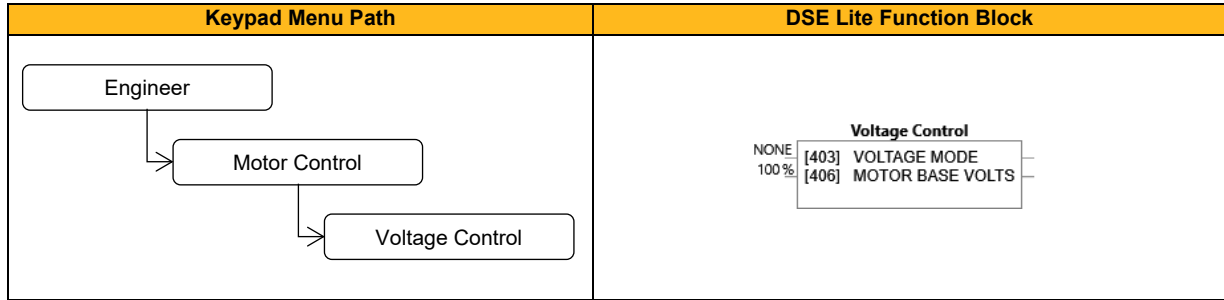 Keypad Menu Path
DSE Lite Function Block
Engineer
Motor Control
Voltage Control
Voltage Control
NONE [403] VOLTAGE MODE
100 % [406] MOTOR BASE VOLTS